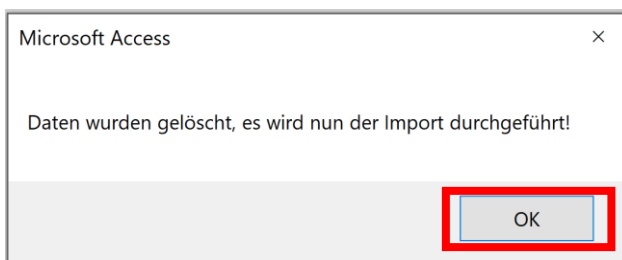 Microsoft Access
Daten wurden gelöscht, es wird nun der Import durchgeführt!
OK